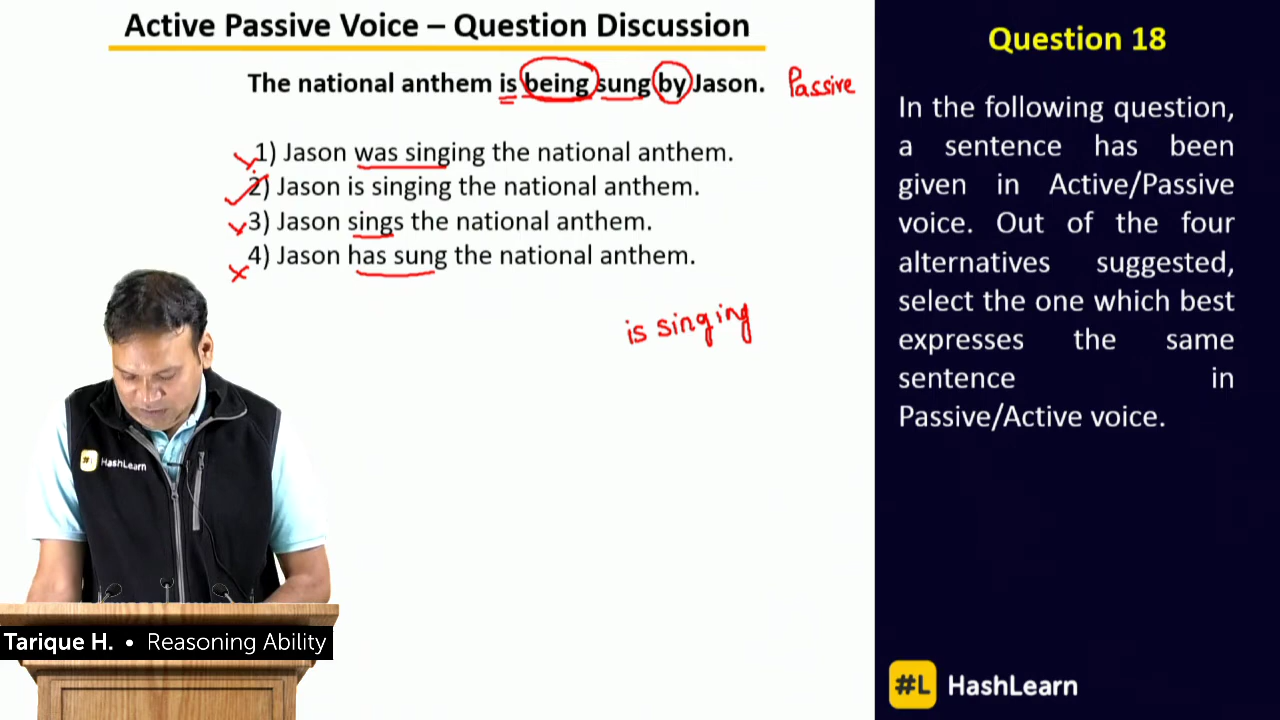 Active Passive Voice – Question Discussion
The national anthem is being sung by Jason. Passive
1) Jason was singing the national anthem.
2) Jason is singing the national anthem.
3) Jason sings the national anthem.
4) Jason has sung the national anthem.
is singing
#L HashLearn
Tarique H. • Reasoning Ability
Question 18
In the following question,
a sentence has been
given in Active/Passive
voice. Out of the four
alternatives suggested,
select the one which best
expresses the same
sentence in
Passive/Active voice.
#L HashLearn